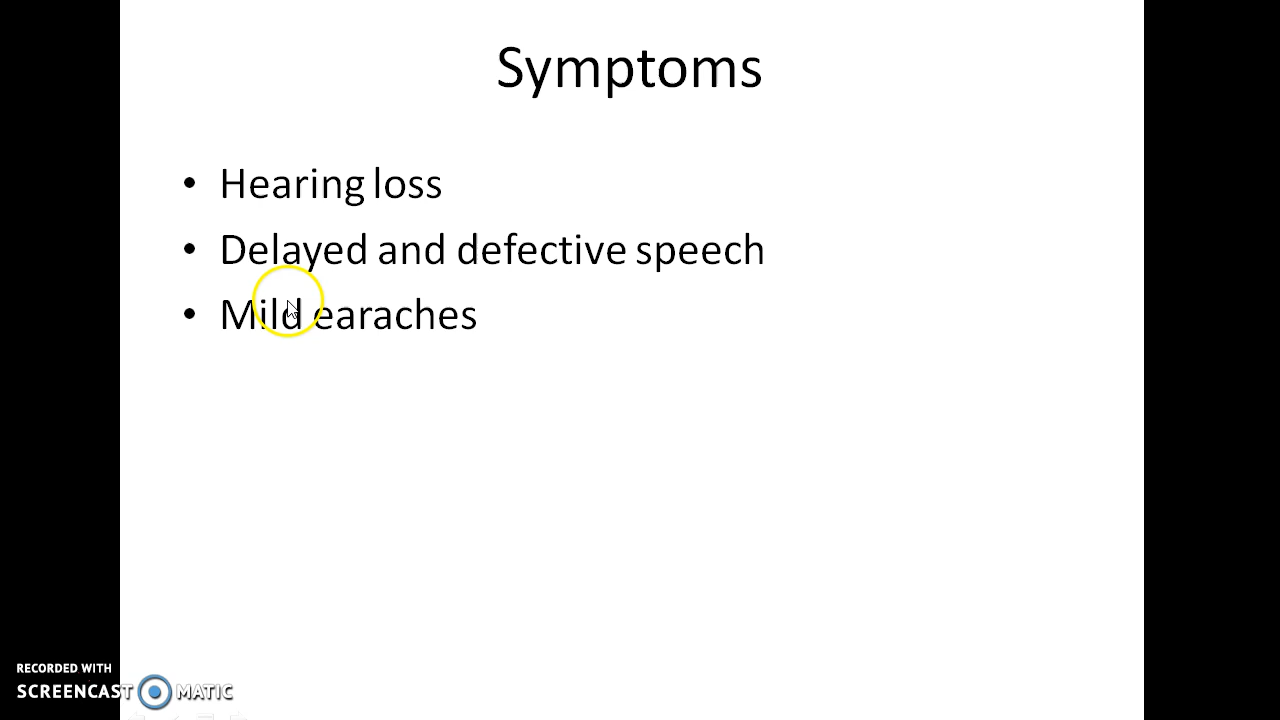 Symptoms
• Hearing loss
• Delayed and defective speech
• Mild earaches
RECORDED WITH
SCREENCAST MATIC